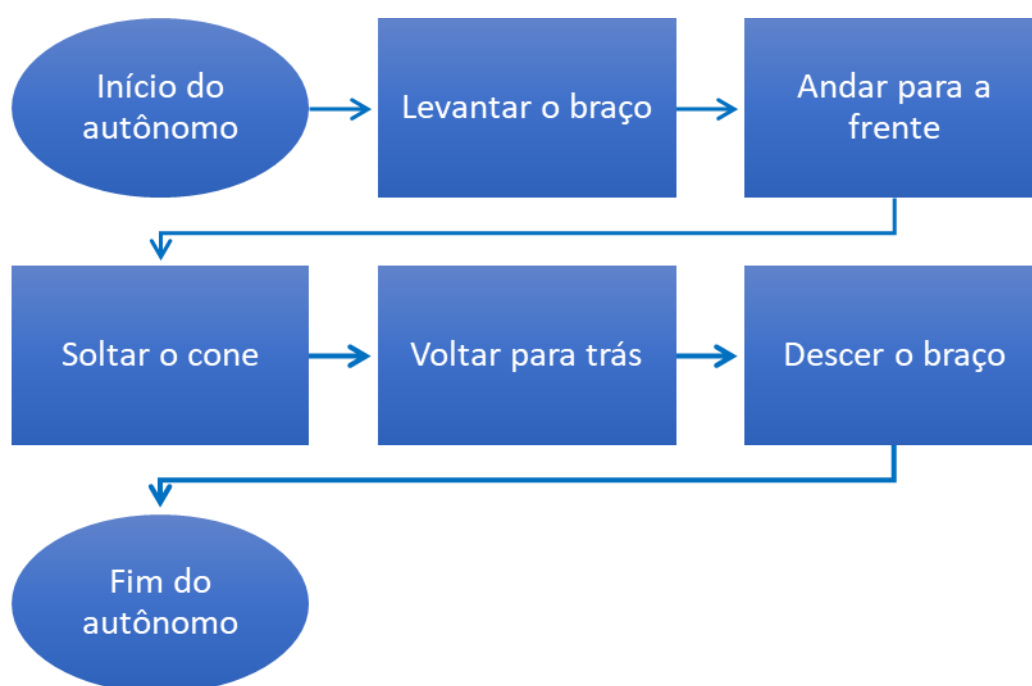 Início do
autônomo
Levantar o braço
Andar para a
frente
Soltar o cone
Voltar para trás
Descer o braço
Fim do
autônomo